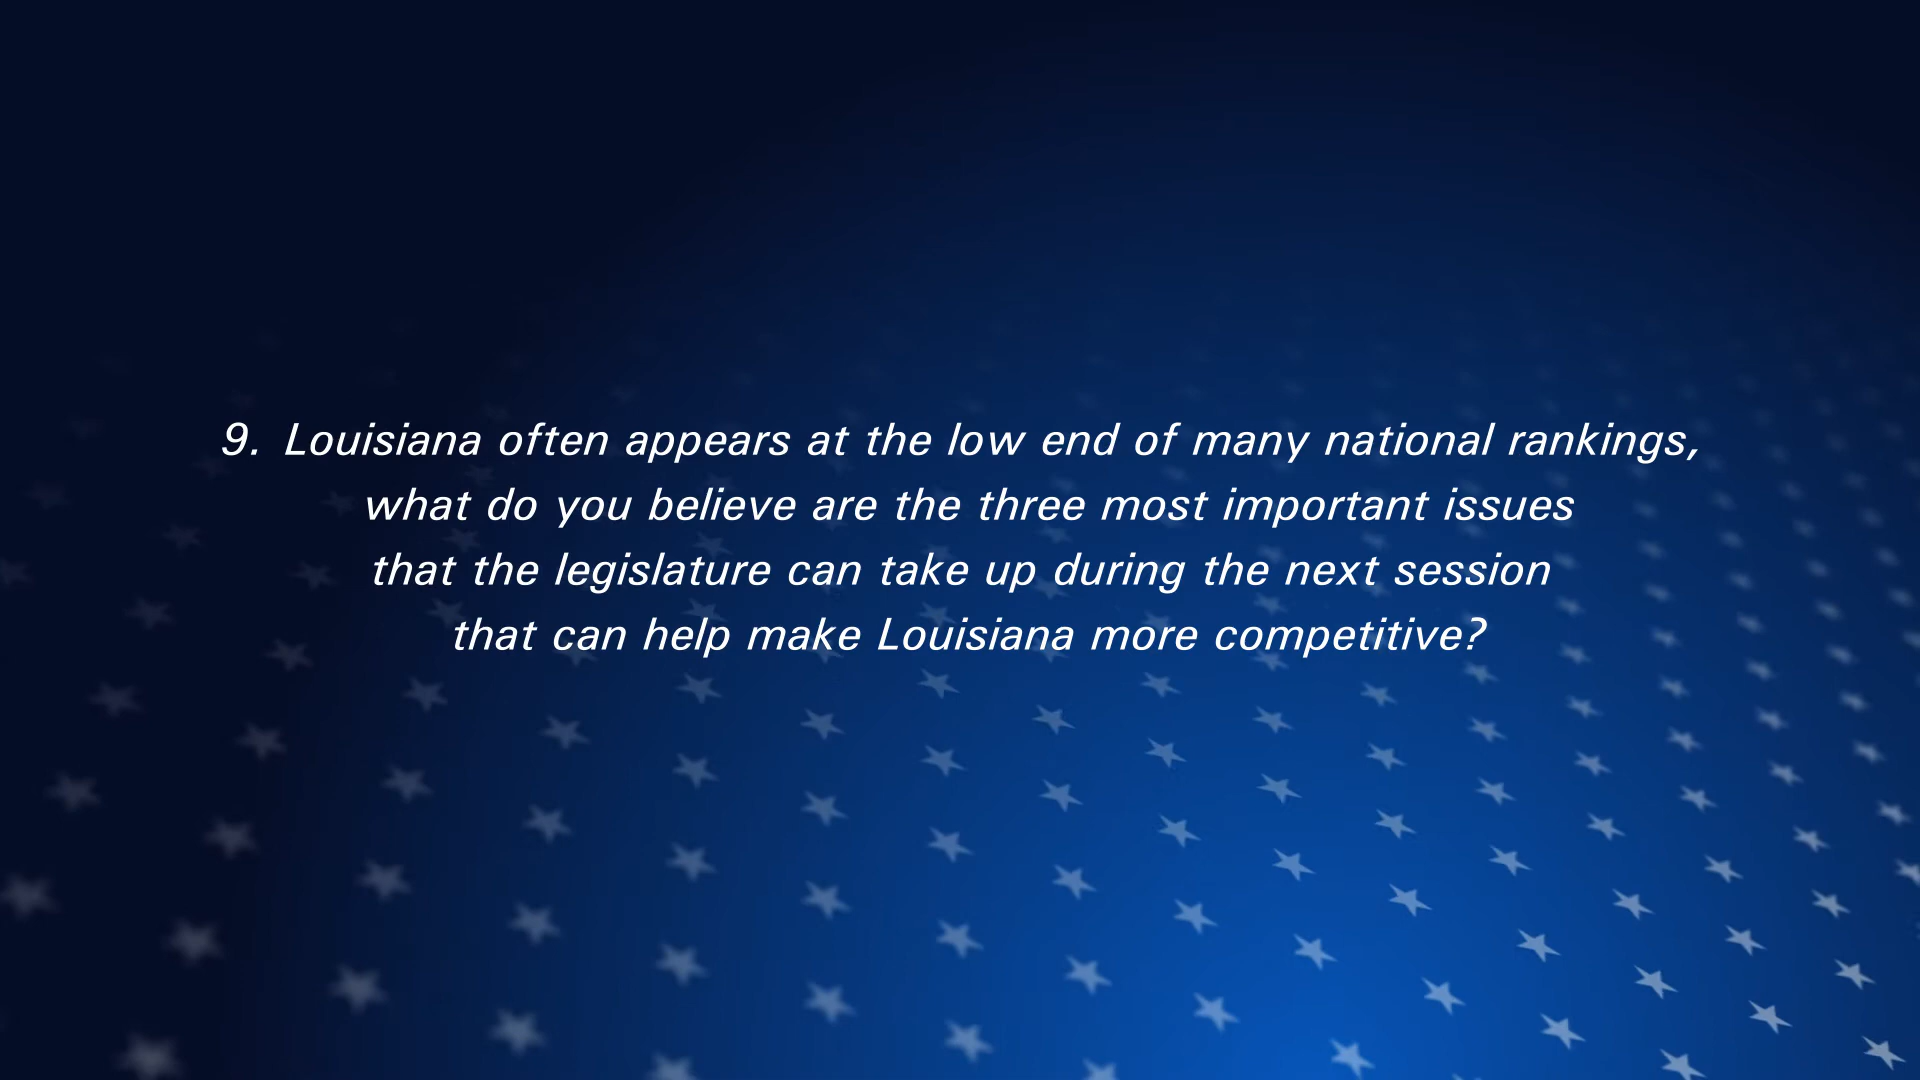 9. Louisiana often appears at the low end of many national rankings,
what do you believe are the three most important issues
that the legislature can take up during the next session
that can help make Louisiana more competitive?